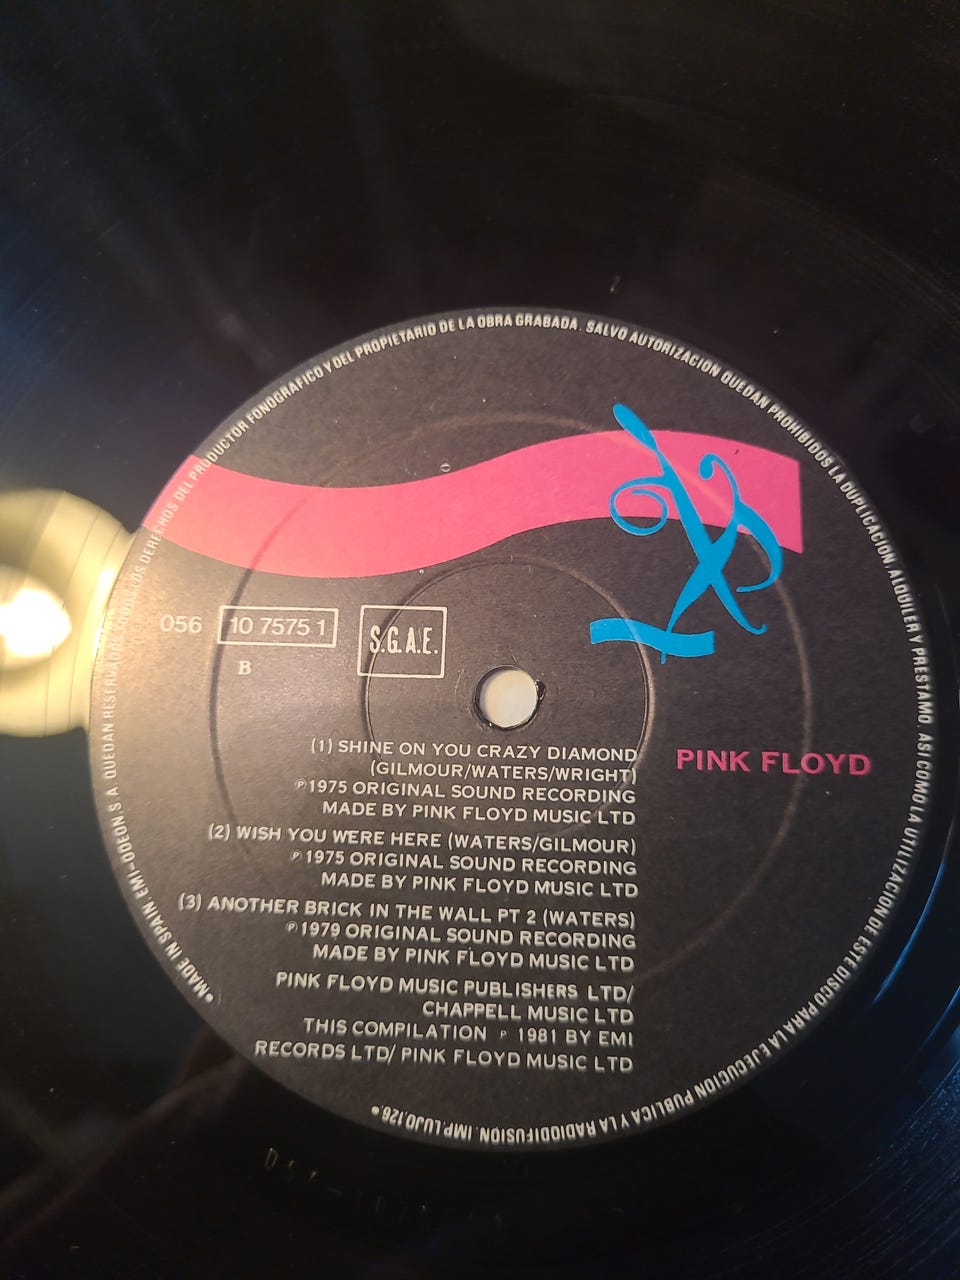 •MADE IN SPAIN. EMI-ODEON, S.A. QUEDAN RESERVADOS TODOS LOS DERECHOS DEL PRODUCTOR FONOGRAFICO Y DEL PROPIETARIO DE LA OBRA GRABADA. SALVO AUTORIZACION QUEDAN PROHIBIDOS LA DUPLICACION, ALQUILER Y PRESTAMO, ASI COMO LA UTILIZACION DE ESTE DISCO PARA LA EJECUCION PUBLICA Y LA RADIODIFUSION. IMP. LUJO, 126.•
056 10 7575 1
S.G.A.E.
B
PINK FLOYD
(1) SHINE ON YOU CRAZY DIAMOND
(GILMOUR/WATERS/WRIGHT)
℗1975 ORIGINAL SOUND RECORDING
MADE BY PINK FLOYD MUSIC LTD
(2) WISH YOU WERE HERE (WATERS/GILMOUR)
℗1975 ORIGINAL SOUND RECORDING
MADE BY PINK FLOYD MUSIC LTD
(3) ANOTHER BRICK IN THE WALL PT 2 (WATERS)
℗1979 ORIGINAL SOUND RECORDING
MADE BY PINK FLOYD MUSIC LTD
PINK FLOYD MUSIC PUBLISHERS LTD/
CHAPPELL MUSIC LTD
THIS COMPILATION ℗ 1981 BY EMI
RECORDS LTD/ PINK FLOYD MUSIC LTD